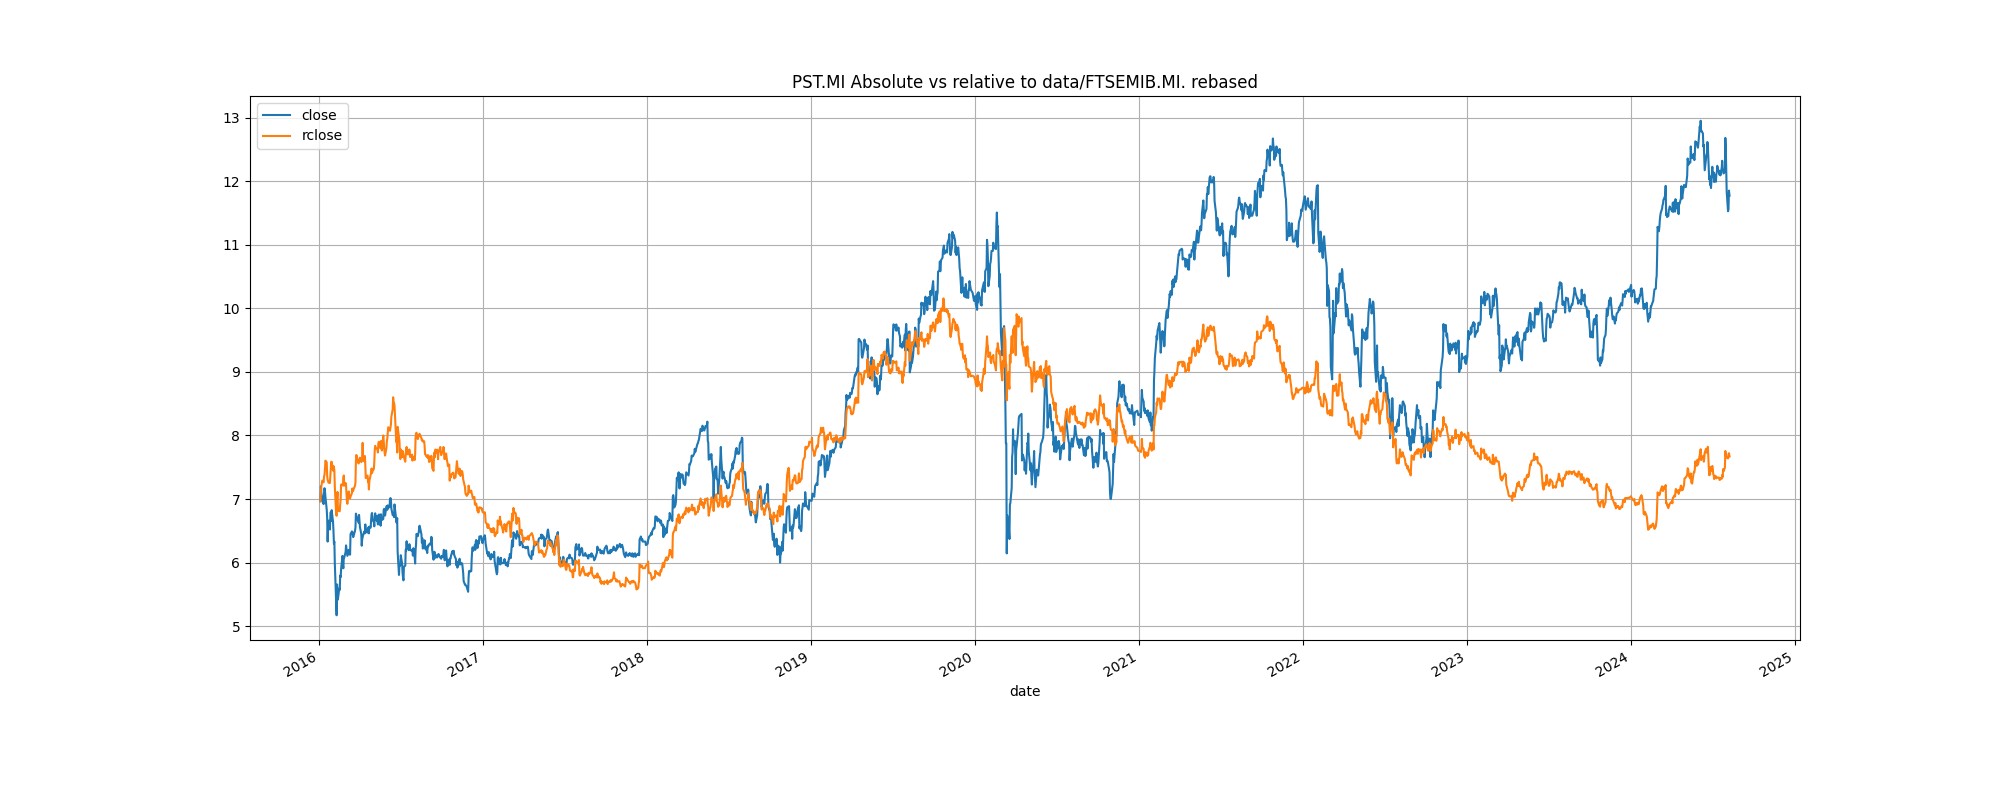 PST.MI Absolute vs relative to data/FTSEMIB.MI. rebased
close
rclose
13
12
11
10
9
8
7
6
5
2016 2017 2018 2019 2020 2021 2022 2023 2024 2025
date